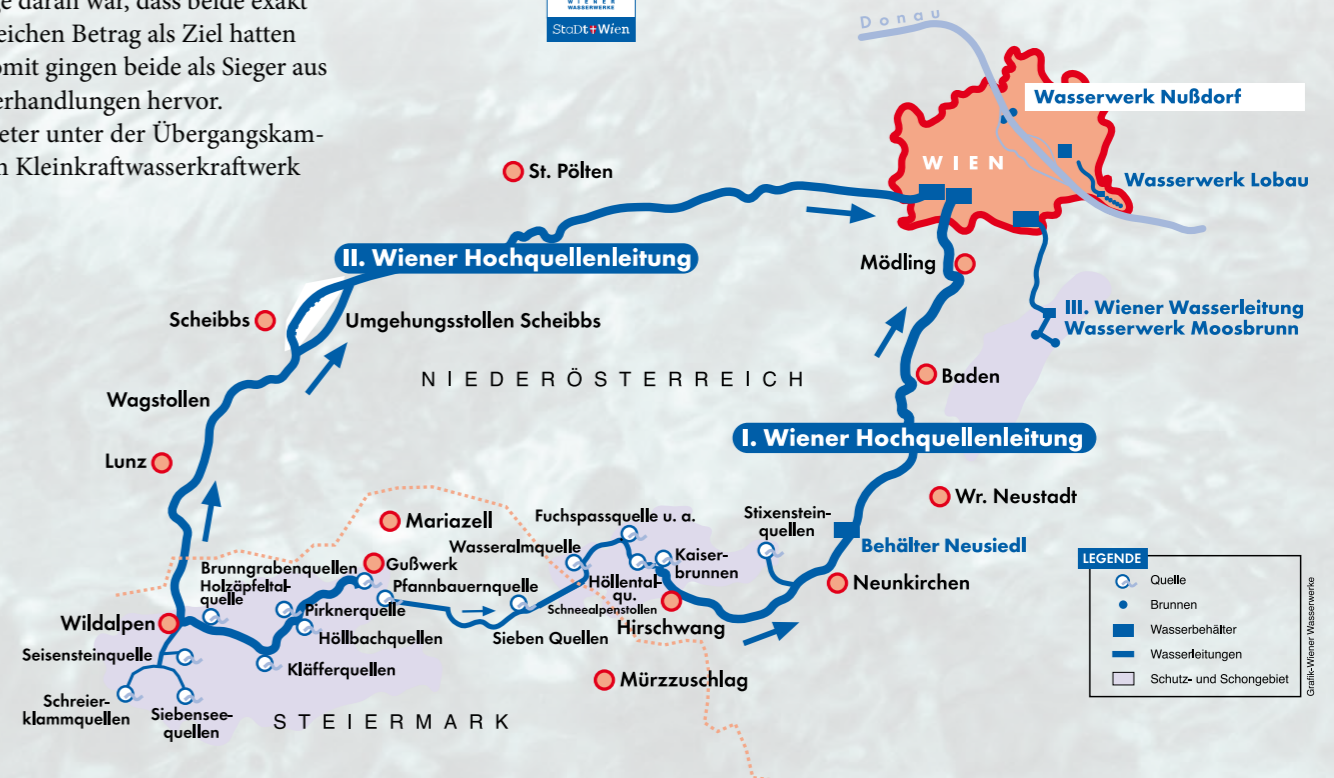 ge daran war, dass beide exakt
eichen Betrag als Ziel hatten
omit gingen beide als Sieger aus
erhandlungen hervor.
eter unter der Übergangskam-
n Kleinkraftwasserkraftwerk
WIENER
WASSERWERKE
StaDt Wien
Donau
Wasserwerk Nußdorf
WIEN
Wasserwerk Lobau
St. Pölten
II. Wiener Hochquellenleitung
Mödling
Scheibbs
Umgehungsstollen Scheibbs
III. Wiener Wasserleitung
Wasserwerk Moosbrunn
NIEDERÖSTERREICH
Baden
Wagstollen
I. Wiener Hochquellenleitung
Lunz
Wr. Neustadt
Mariazell
Fuchspassquelle u. a.
Stixenstein-
quellen
Wasseralmquelle
Behälter Neusiedl
Kaiser-
brunnen
Brunngrabenquellen
Gußwerk
Holzäpfeltal-
quelle
Pfannbauernquelle
Höllental-
qu.
Neunkirchen
Pirknerquelle
Schneealpenstollen
Wildalpen
Hirschwang
Höllbachquellen
Sieben Quellen
Seisensteinquelle
Kläfferquellen
Mürzzuschlag
Schreier-
klammquellen
Siebensee-
quellen
STEIERMARK
LEGENDE
Quelle
Brunnen
Wasserbehälter
Wasserleitungen
Schutz- und Schongebiet
Grafik-Wiener Wasserwerke